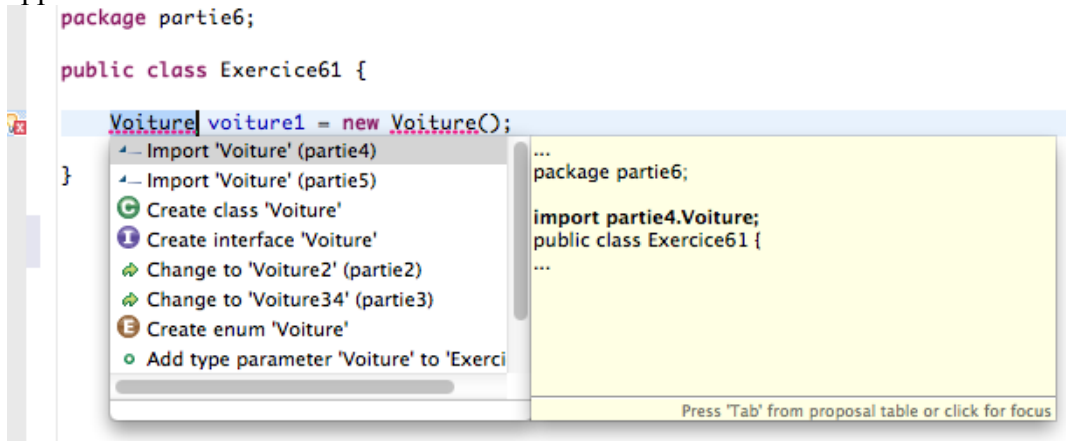 package partie6;
public class Exercice61 {
Voiture voiture1 = new Voiture();
Import 'Voiture' (partie4)
Import 'Voiture' (partie5)
C Create class 'Voiture'
I Create interface 'Voiture'
Change to 'Voiture2' (partie2)
Change to 'Voiture34' (partie3)
E Create enum 'Voiture'
Add type parameter 'Voiture' to 'Exerci
}
...
package partie6;
import partie4.Voiture;
public class Exercice61 {
...
Press 'Tab' from proposal table or click for focus